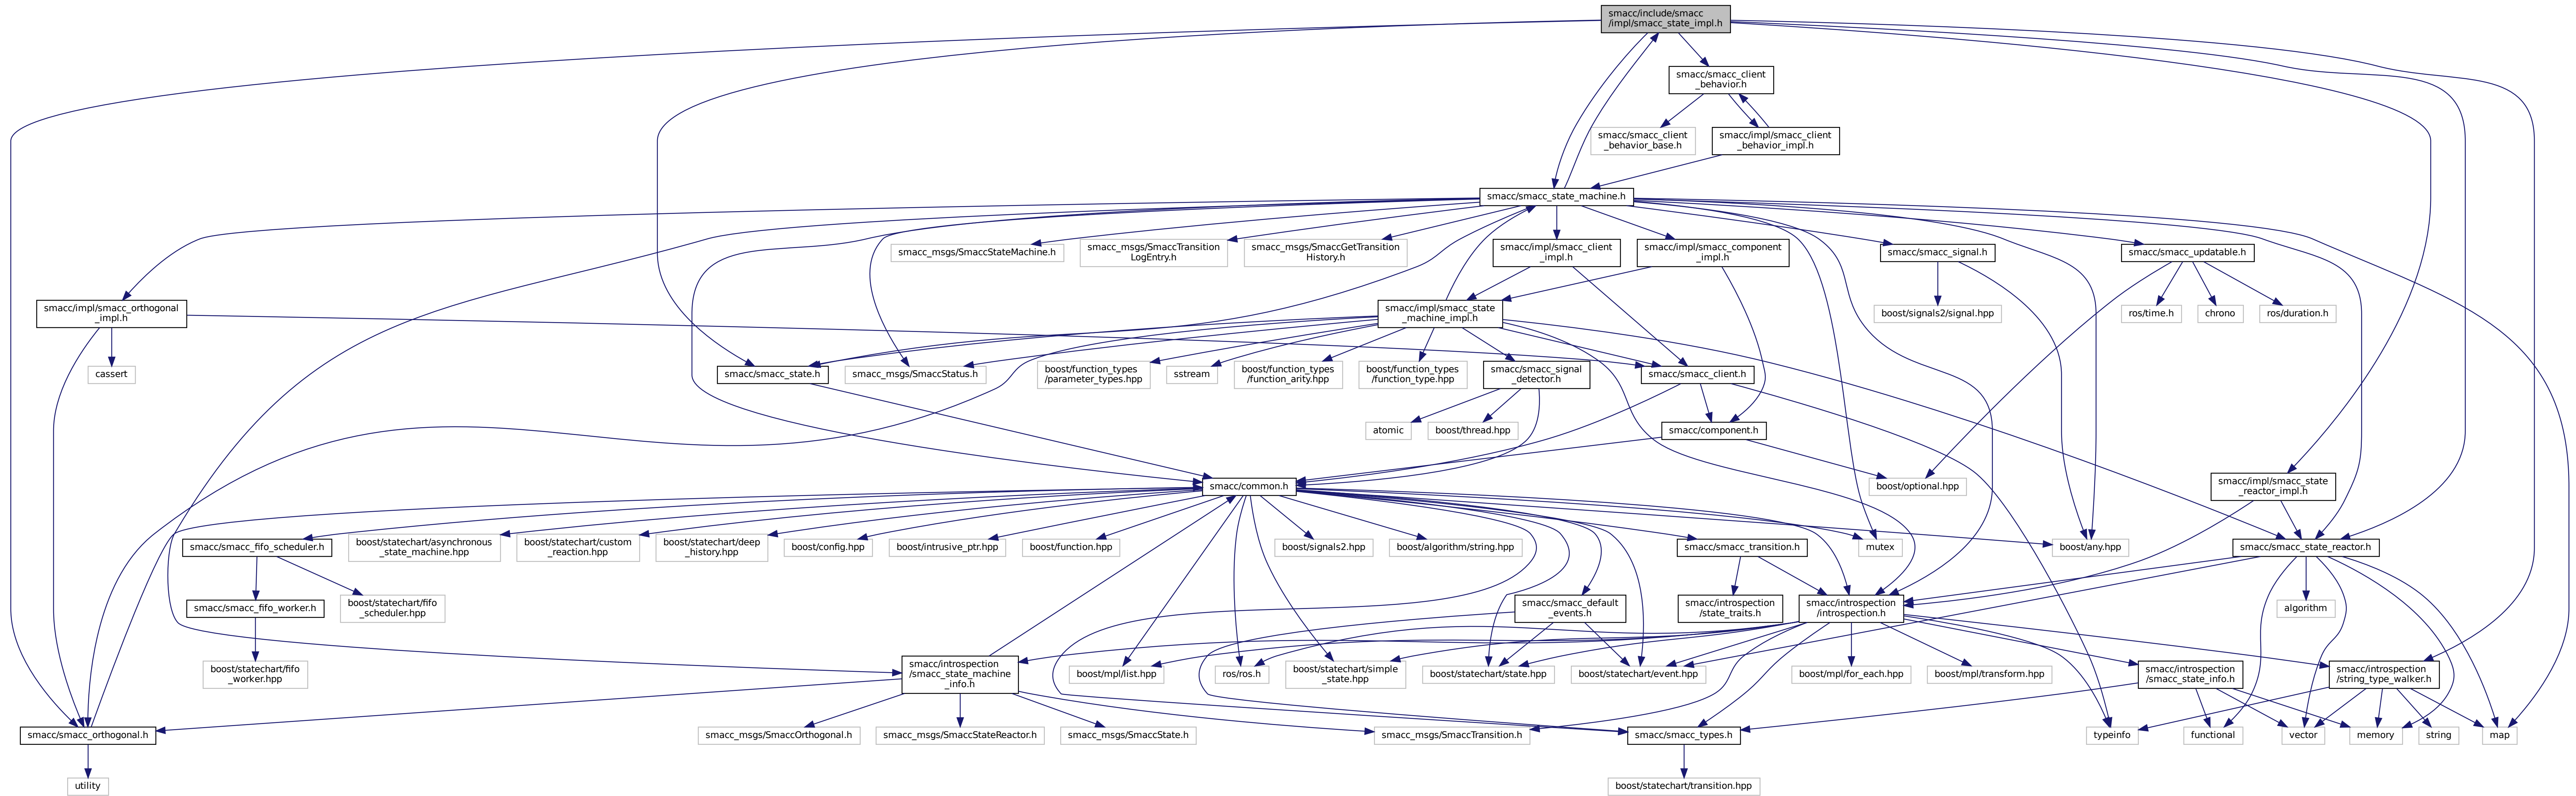 smacc/include/smacc
/impl/smacc_state_impl.h
smacc/smacc_client
_behavior.h
smacc/smacc_client
_behavior_base.h
smacc/impl/smacc_client
_behavior_impl.h
smacc/smacc_state_machine.h
smacc_msgs/SmaccStateMachine.h
smacc_msgs/SmaccTransition
LogEntry.h
smacc_msgs/SmaccGetTransition
History.h
smacc/impl/smacc_client
_impl.h
smacc/impl/smacc_component
_impl.h
smacc/smacc_signal.h
smacc/smacc_updatable.h
smacc/impl/smacc_orthogonal
_impl.h
smacc/impl/smacc_state
_machine_impl.h
boost/signals2/signal.hpp
ros/time.h
chrono
ros/duration.h
cassert
smacc/smacc_state.h
smacc_msgs/SmaccStatus.h
boost/function_types
/parameter_types.hpp
sstream
boost/function_types
/function_arity.hpp
boost/function_types
/function_type.hpp
smacc/smacc_signal
_detector.h
smacc/smacc_client.h
atomic
boost/thread.hpp
smacc/component.h
smacc/common.h
boost/optional.hpp
smacc/impl/smacc_state
_reactor_impl.h
smacc/smacc_fifo_scheduler.h
boost/statechart/asynchronous
_state_machine.hpp
boost/statechart/custom
_reaction.hpp
boost/statechart/deep
_history.hpp
boost/config.hpp
boost/intrusive_ptr.hpp
boost/function.hpp
boost/signals2.hpp
boost/algorithm/string.hpp
smacc/smacc_transition.h
mutex
boost/any.hpp
smacc/smacc_state_reactor.h
smacc/smacc_fifo_worker.h
boost/statechart/fifo
_scheduler.hpp
smacc/smacc_default
_events.h
smacc/introspection
/state_traits.h
smacc/introspection
/introspection.h
algorithm
boost/statechart/fifo
_worker.hpp
smacc/introspection
/smacc_state_machine
_info.h
boost/mpl/list.hpp
ros/ros.h
boost/statechart/simple
_state.hpp
boost/statechart/state.hpp
boost/statechart/event.hpp
boost/mpl/for_each.hpp
boost/mpl/transform.hpp
smacc/introspection
/smacc_state_info.h
smacc/introspection
/string_type_walker.h
smacc/smacc_orthogonal.h
smacc_msgs/SmaccOrthogonal.h
smacc_msgs/SmaccStateReactor.h
smacc_msgs/SmaccState.h
smacc_msgs/SmaccTransition.h
smacc/smacc_types.h
typeinfo
functional
vector
memory
string
map
utility
boost/statechart/transition.hpp